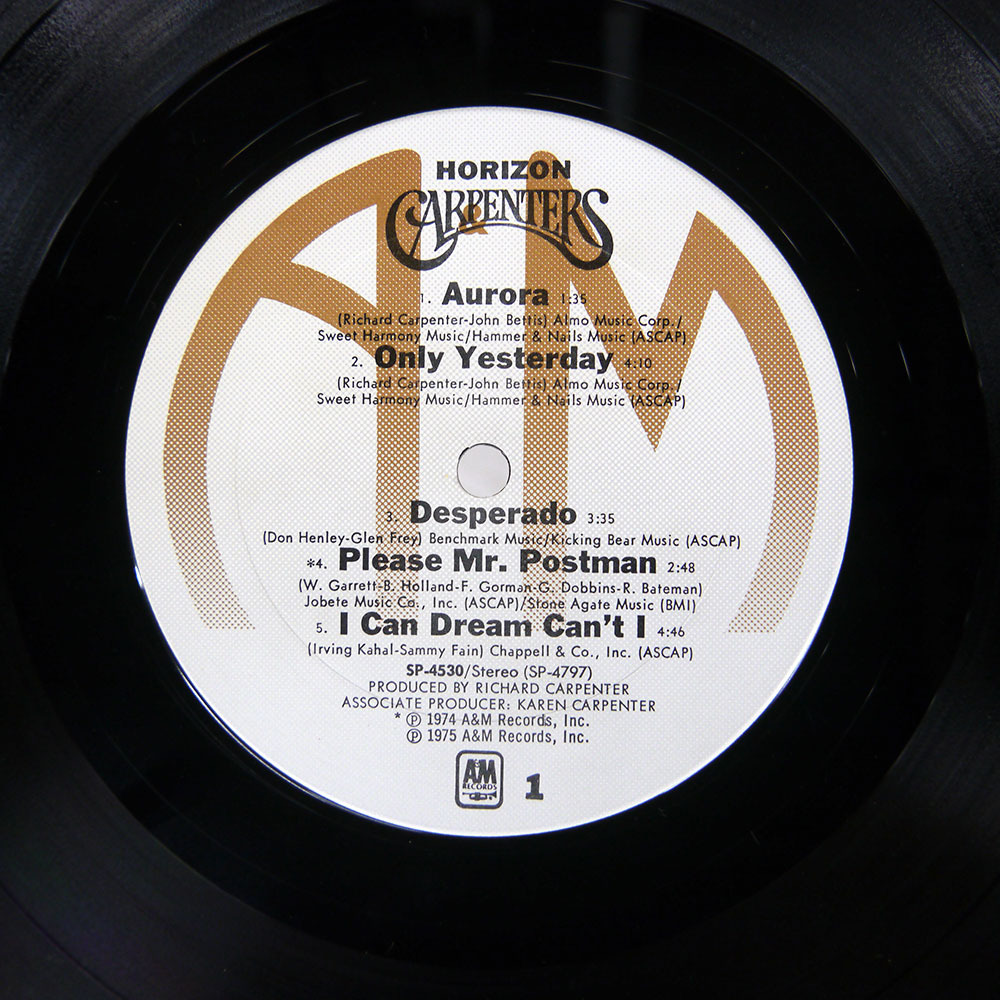 HORIZON
CARPENTERS
1. Aurora 1:35
(Richard Carpenter-John Bettis) Almo Music Corp./
Sweet Harmony Music/Hammer & Nails Music (ASCAP)
2. Only Yesterday 4:10
(Richard Carpenter-John Bettis) Almo Music Corp./
Sweet Harmony Music/Hammer & Nails Music (ASCAP)
3. Desperado 3:35
(Don Henley-Glen Frey) Benchmark Music/Kicking Bear Music (ASCAP)
*4. Please Mr. Postman 2:48
(W. Garrett-B. Holland-F. Gorman-G. Dobbins-R. Bateman)
Jobete Music Co., Inc. (ASCAP)/Stone Agate Music (BMI)
5. I Can Dream Can't I 4:46
(Irving Kahal-Sammy Fain) Chappell & Co., Inc. (ASCAP)
SP-4530/Stereo (SP-4797)
PRODUCED BY RICHARD CARPENTER
ASSOCIATE PRODUCER: KAREN CARPENTER
* ℗ 1974 A&M Records, Inc.
℗ 1975 A&M Records, Inc.
A&M
RECORDS
1
A&M